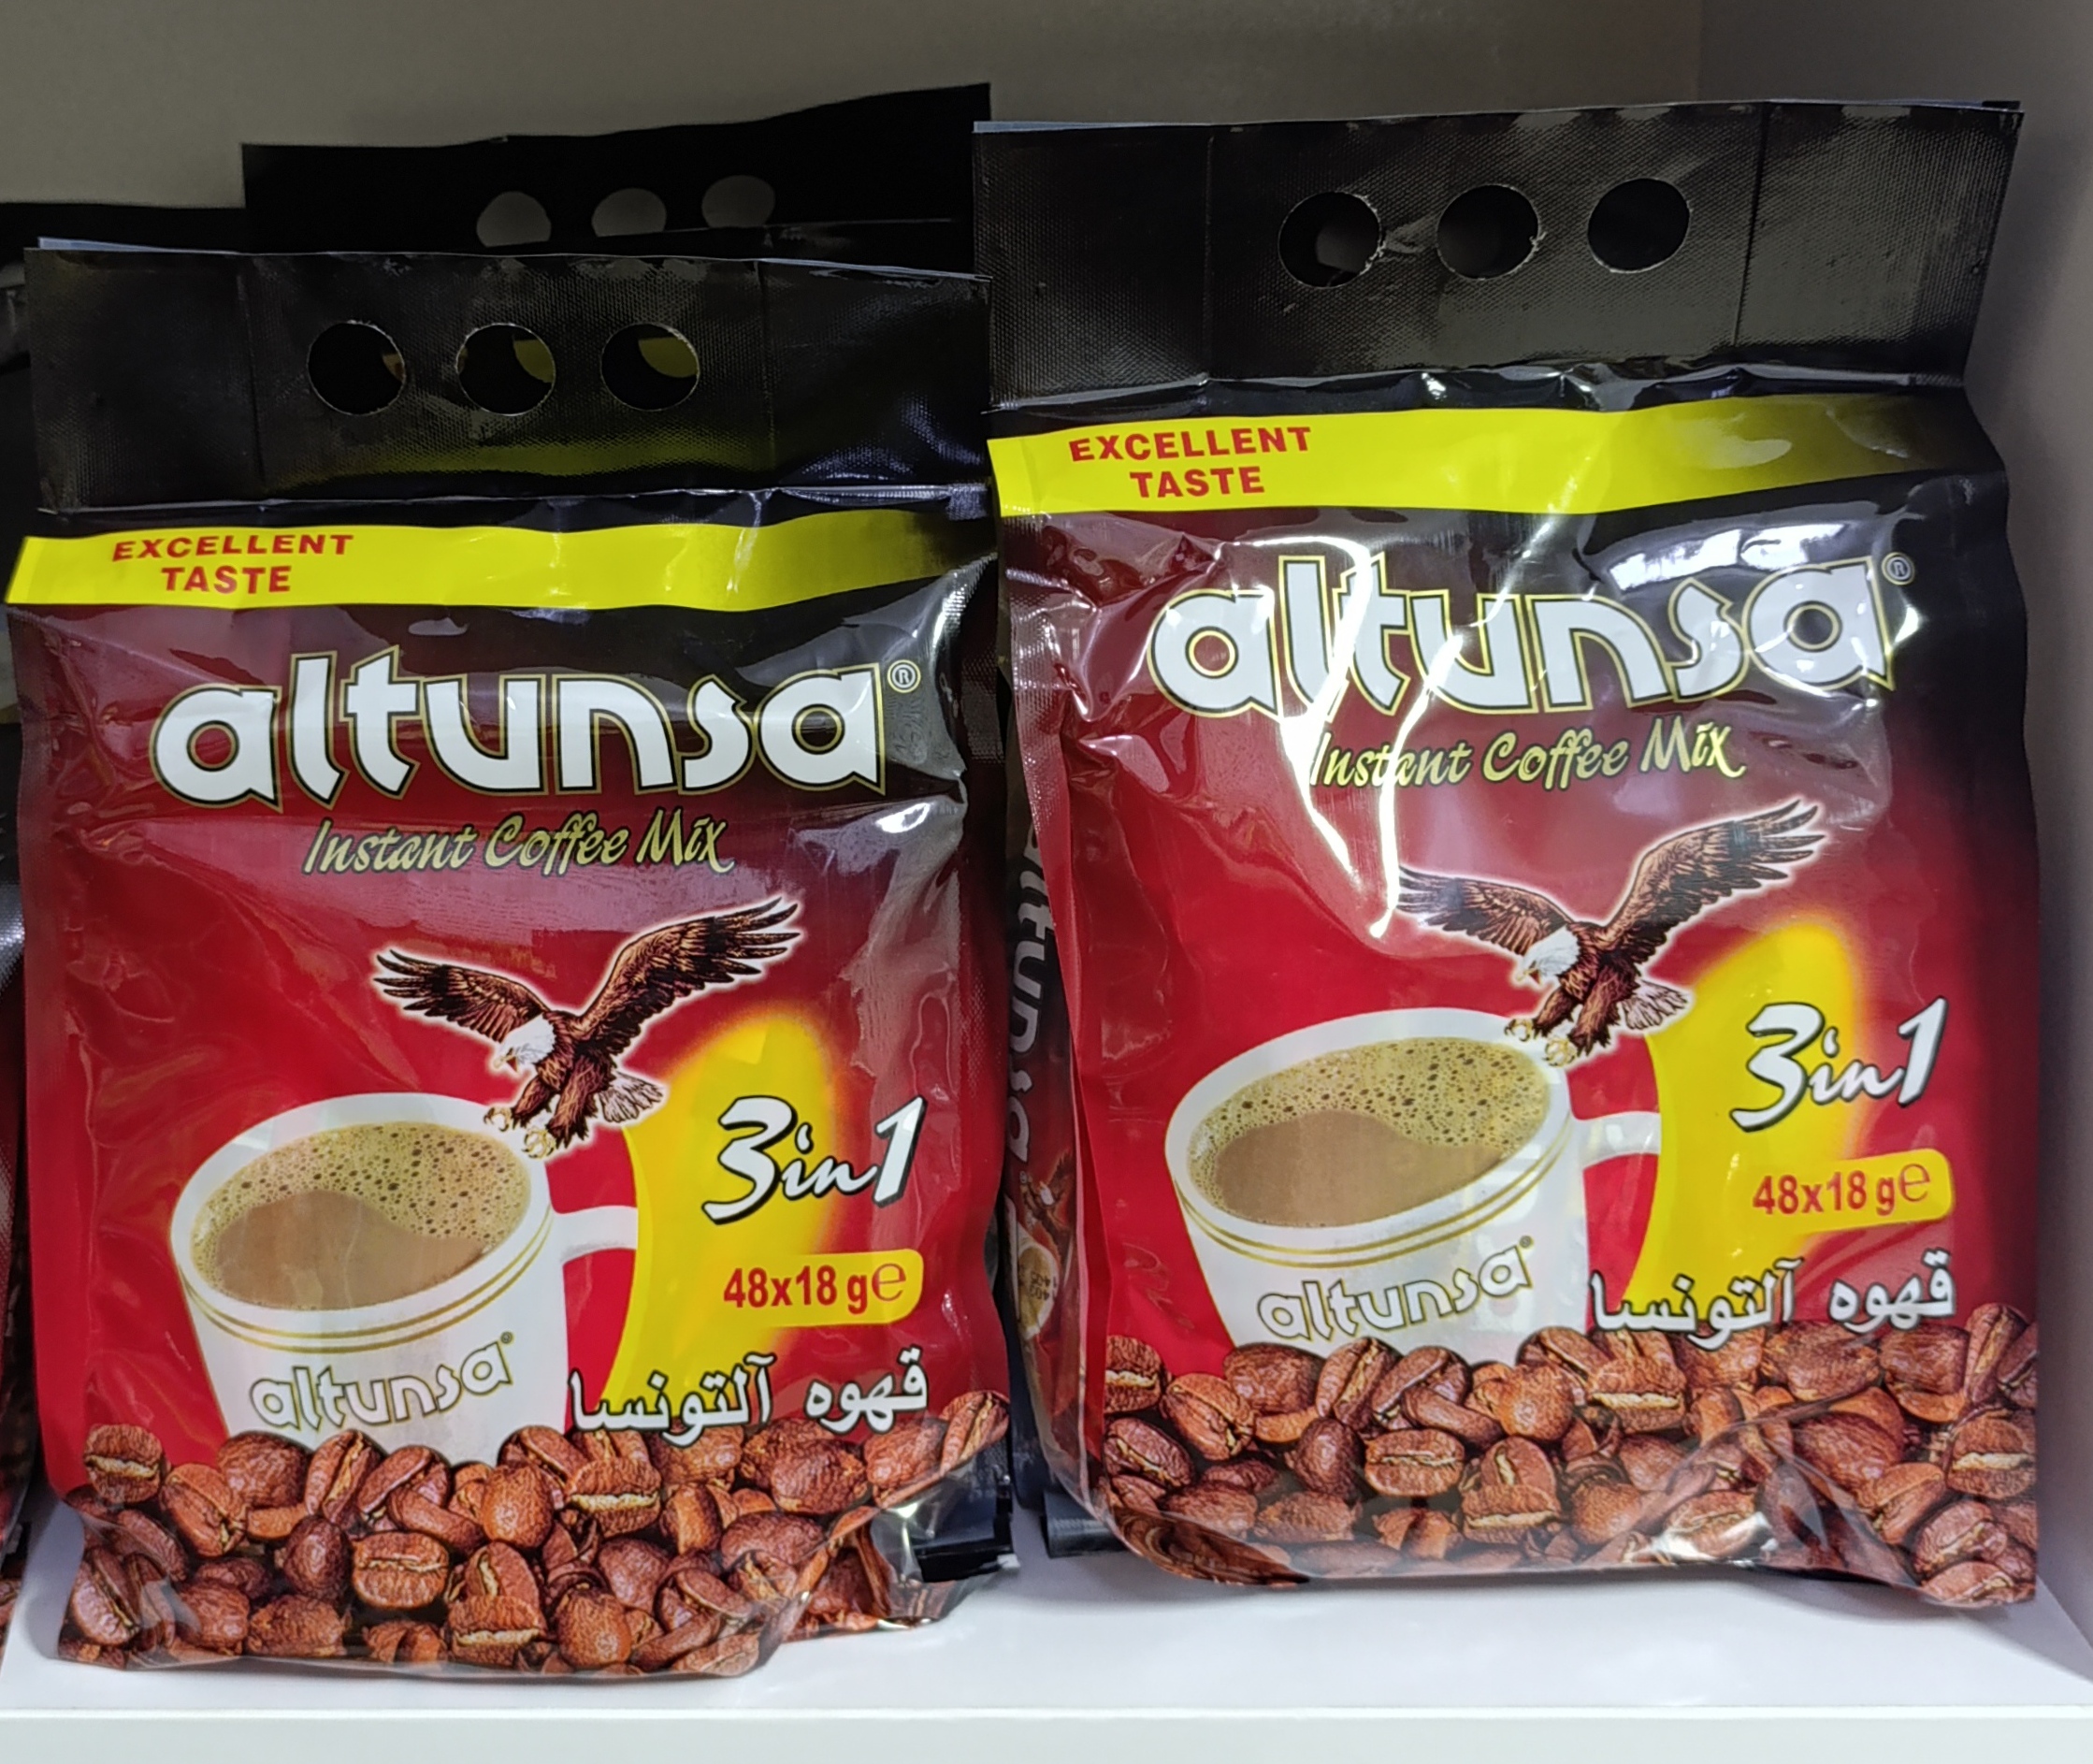 EXCELLENT
TASTE
altunsa®
Instant Coffee Mix
3in1
48x18 g℮
altunsa®
قهوه آلتونسا
EXCELLENT
TASTE
altunsa®
Instant Coffee Mix
3in1
48x18 g℮
altunsa®
قهوه آلتونسا
altunsa